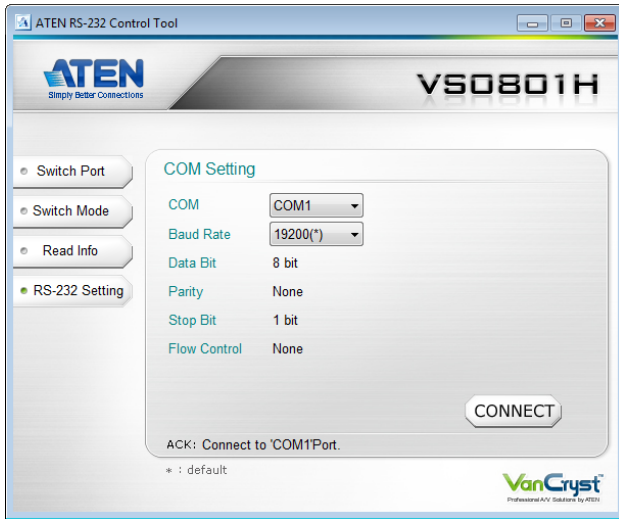 ATEN RS-232 Control Tool
ATEN
Simply Better Connections
VS0801H
Switch Port
Switch Mode
Read Info
RS-232 Setting
COM Setting
COM COM1
Baud Rate 19200(*)
Data Bit 8 bit
Parity None
Stop Bit 1 bit
Flow Control None
CONNECT
ACK: Connect to 'COM1'Port.
* : default
VanCryst™
Professional A/V Solutions by ATEN